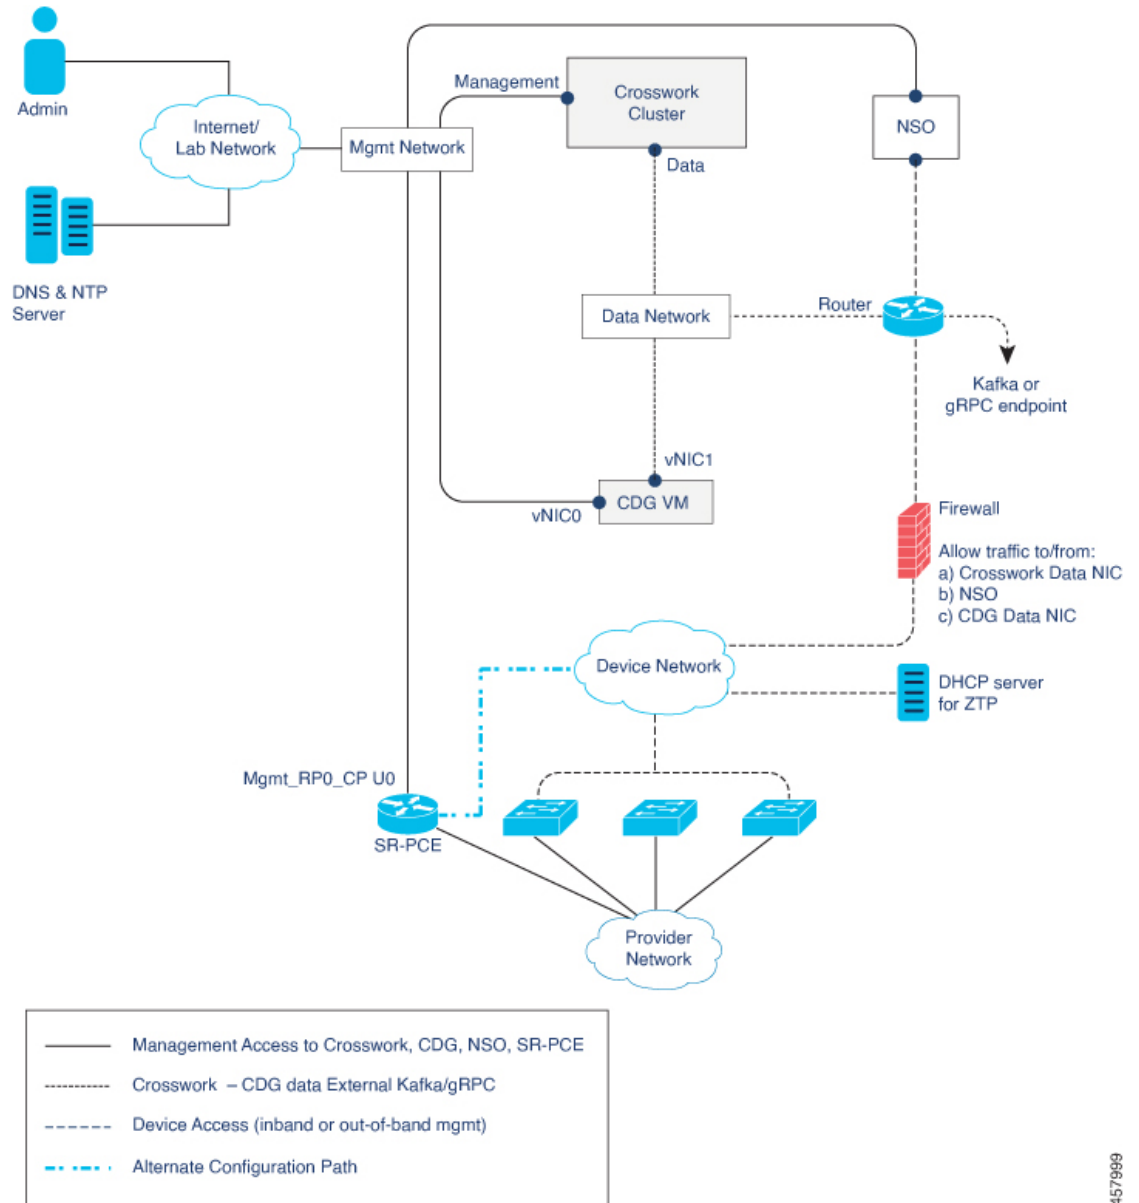 Admin
Internet/
Lab Network
Mgmt Network
Management
Crosswork
Cluster
Data
NSO
DNS & NTP
Server
Data Network
Router
Kafka or
gRPC endpoint
vNIC1
CDG VM
vNIC0
Firewall
Allow traffic to/from:
a) Crosswork Data NIC
b) NSO
c) CDG Data NIC
Device Network
DHCP server
for ZTP
Mgmt_RP0_CP U0
SR-PCE
Provider
Network
Management Access to Crosswork, CDG, NSO, SR-PCE
Crosswork – CDG data External Kafka/gRPC
Device Access (inband or out-of-band mgmt)
Alternate Configuration Path
457999